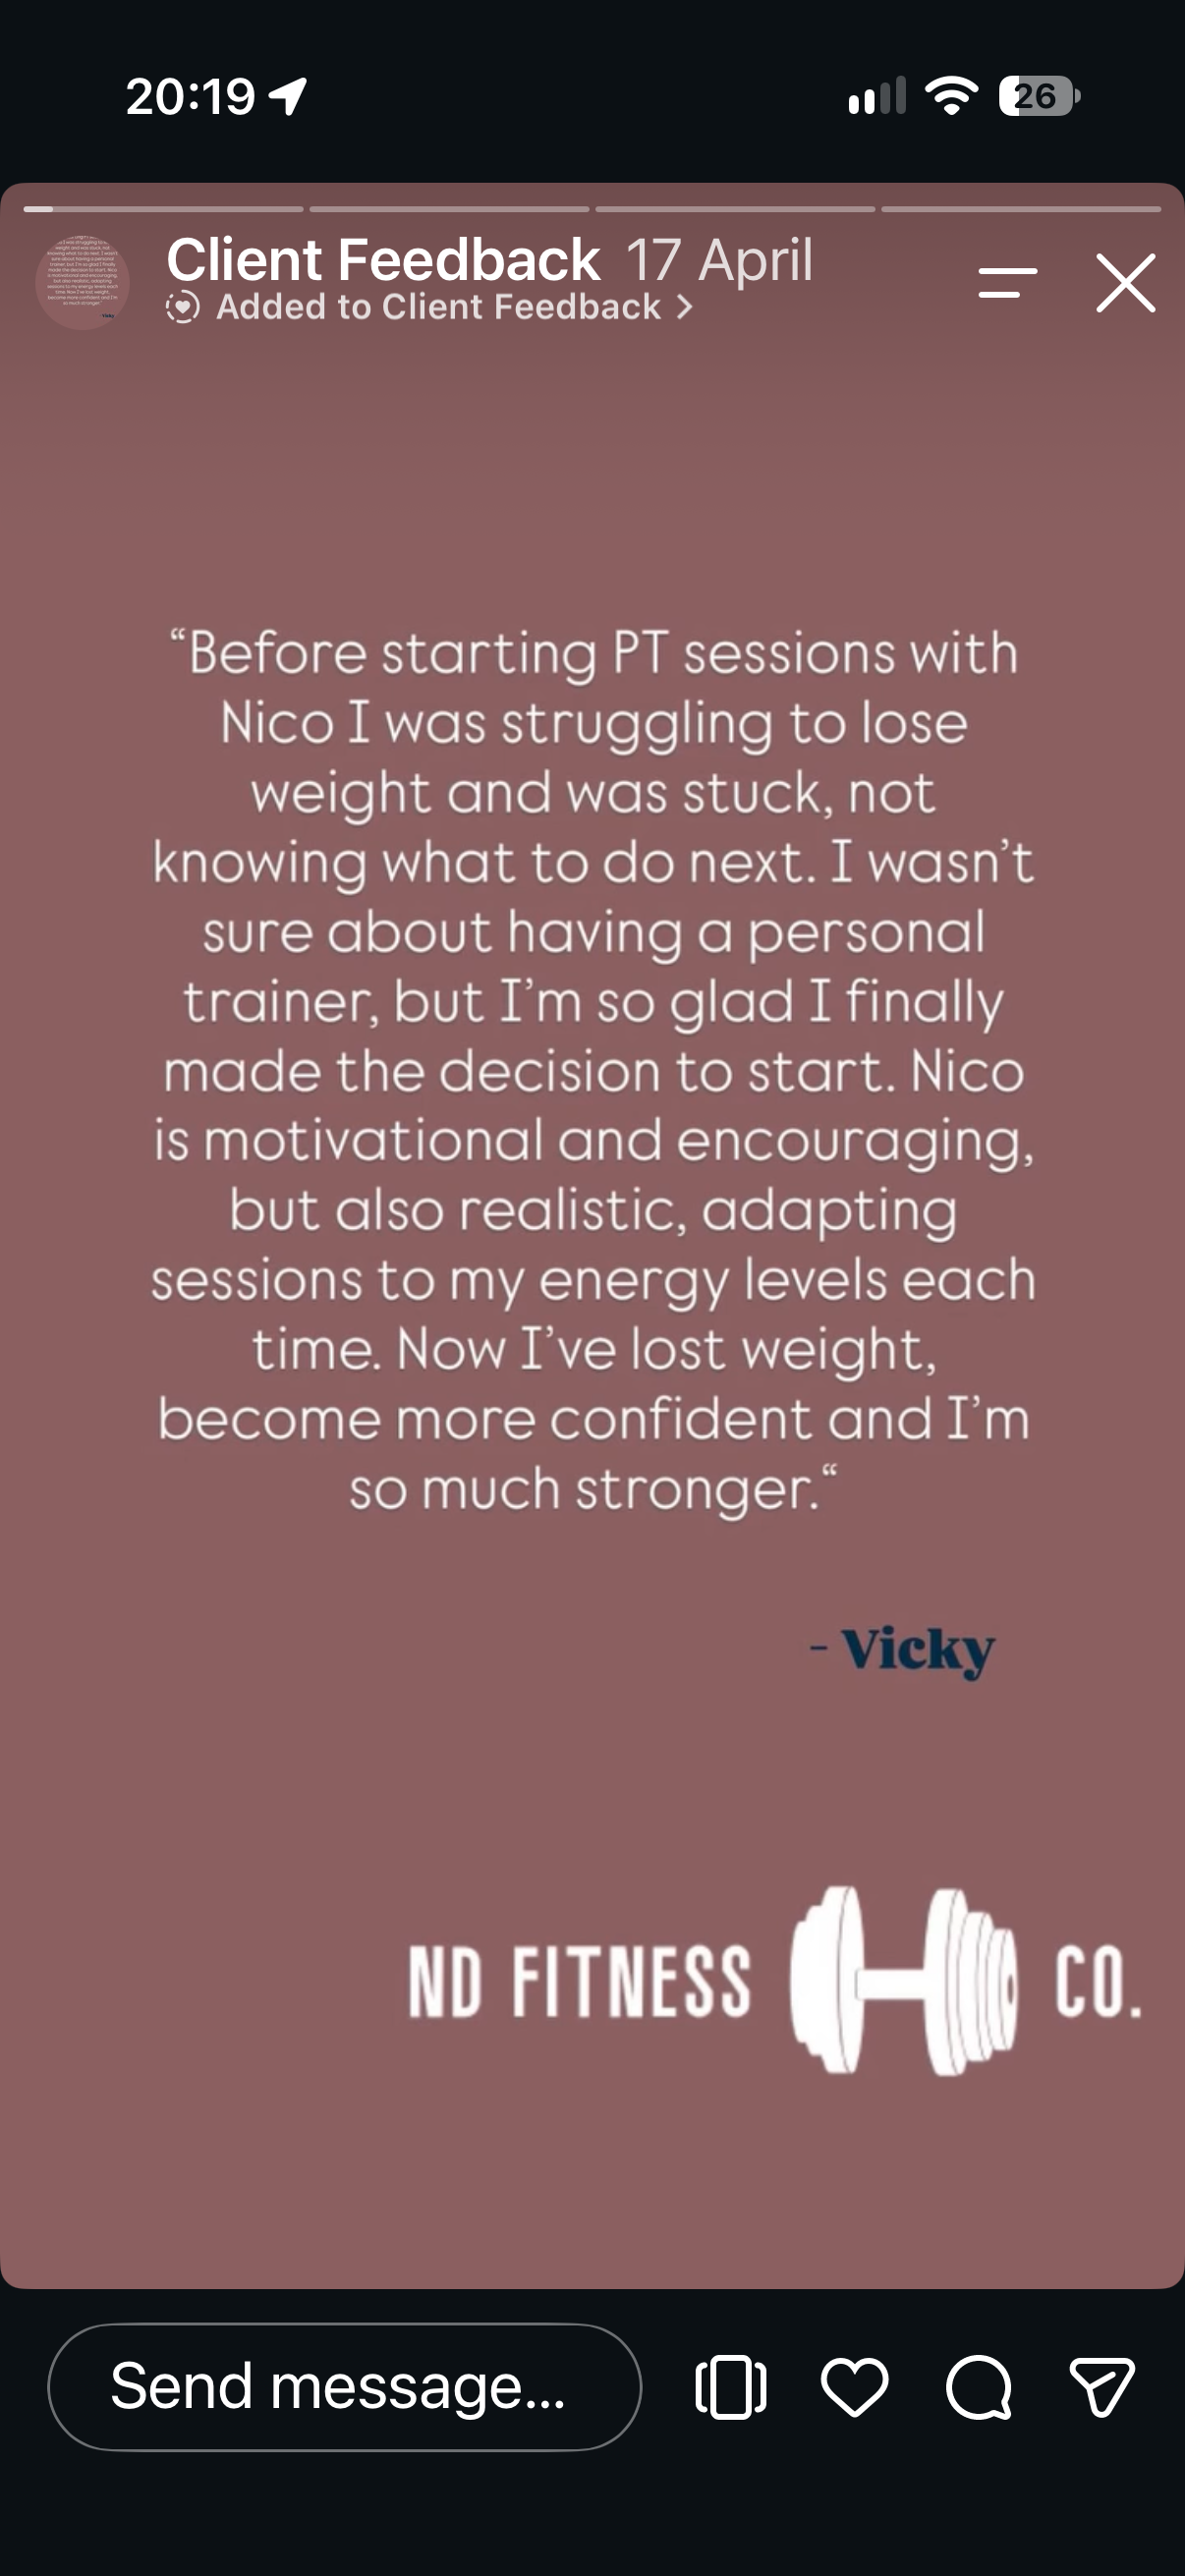 20:19
26
Client Feedback 17 April
Added to Client Feedback >
“Before starting PT sessions with
Nico I was struggling to lose
weight and was stuck, not
knowing what to do next. I wasn’t
sure about having a personal
trainer, but I’m so glad I finally
made the decision to start. Nico
is motivational and encouraging,
but also realistic, adapting
sessions to my energy levels each
time. Now I’ve lost weight,
become more confident and I’m
so much stronger.“
- Vicky
ND FITNESS CO.
Send message...